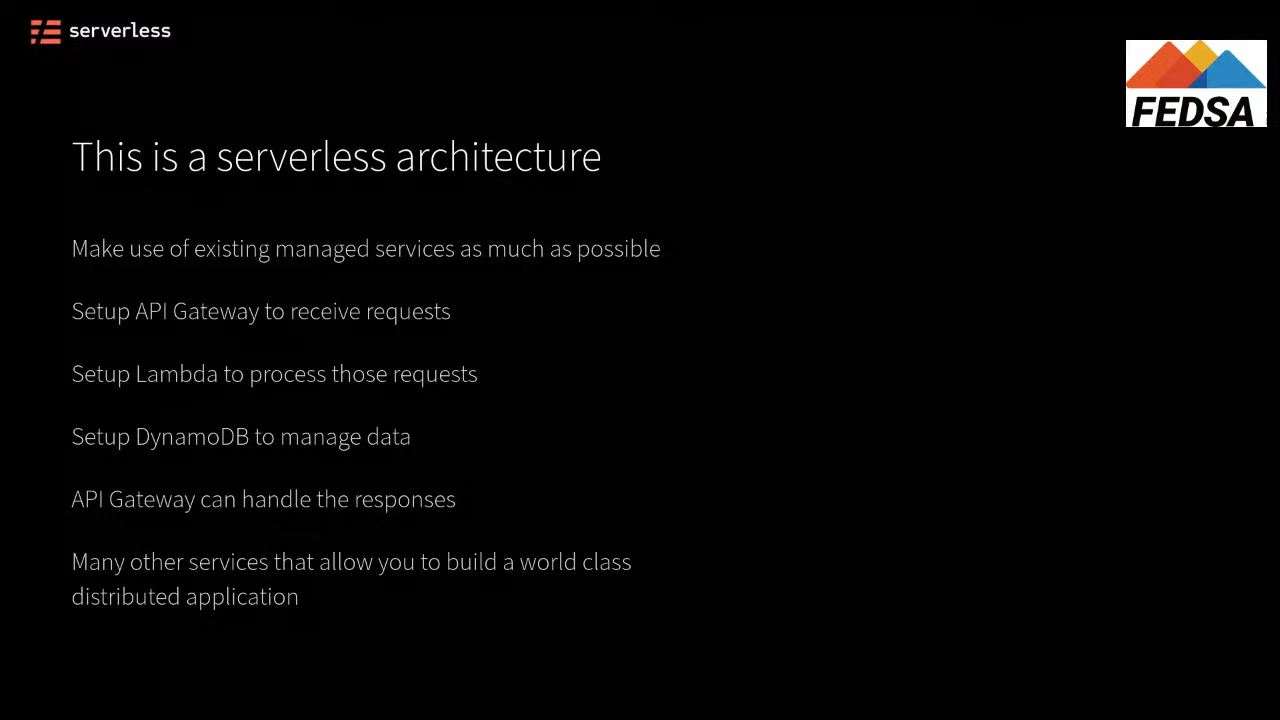 serverless
FEDSA
This is a serverless architecture
Make use of existing managed services as much as possible
Setup API Gateway to receive requests
Setup Lambda to process those requests
Setup DynamoDB to manage data
API Gateway can handle the responses
Many other services that allow you to build a world class
distributed application